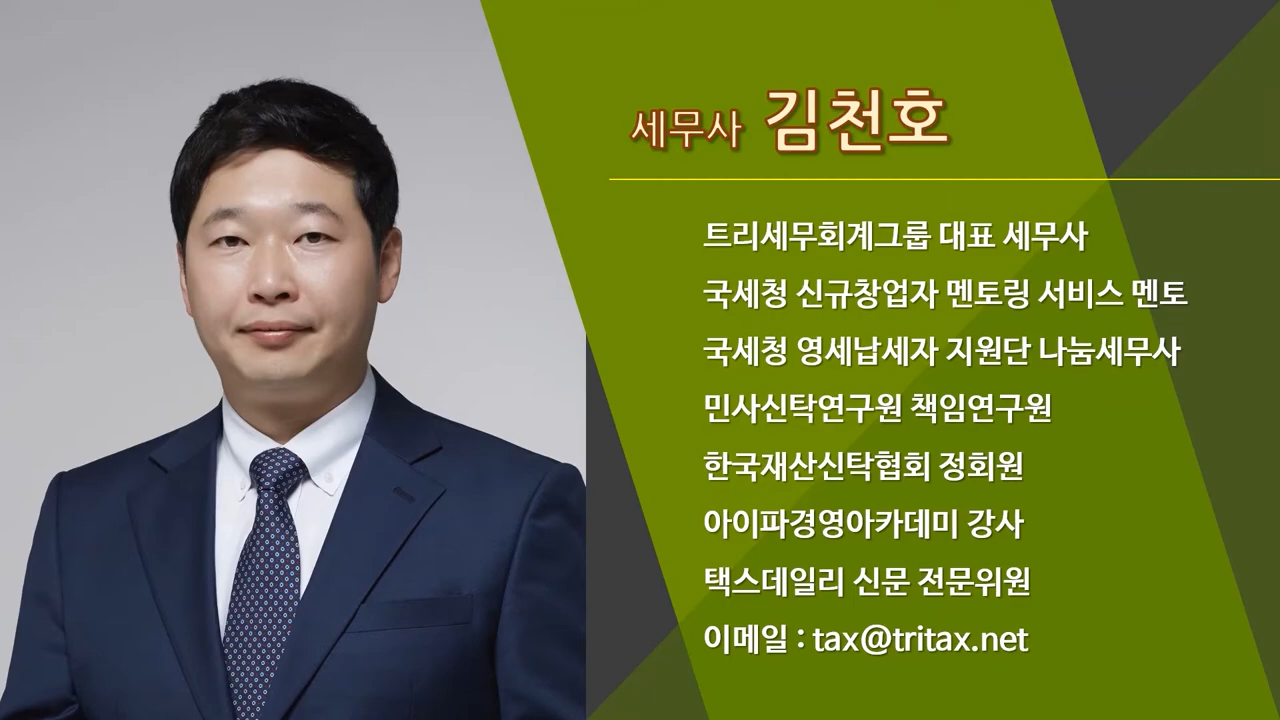 세무사 김천호
트리세무회계그룹 대표 세무사
국세청 신규창업자 멘토링 서비스 멘토
국세청 영세납세자 지원단 나눔세무사
민사신탁연구원 책임연구원
한국재산신탁협회 정회원
아이파경영아카데미 강사
택스데일리 신문 전문위원
이메일 : tax@tritax.net